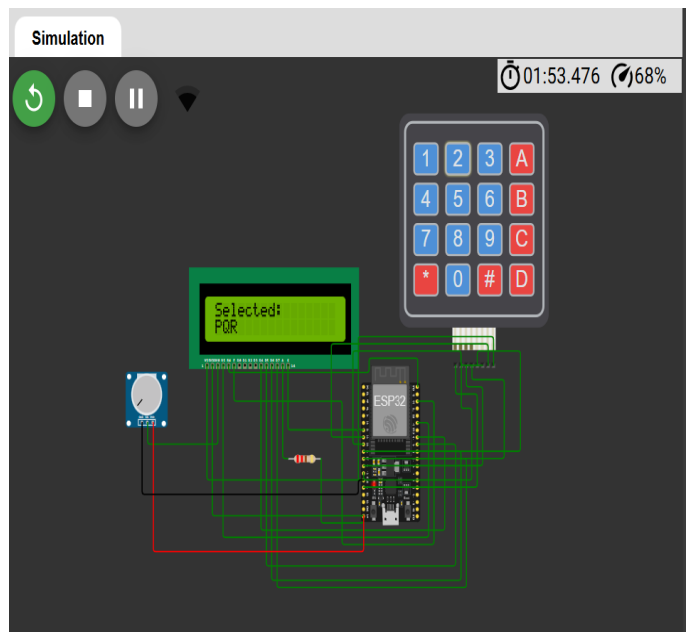 Simulation
01:53.476 68%
1 2 3 A
4 5 6 B
7 8 9 C
* 0 # D
Selected:
PQR
ESP32